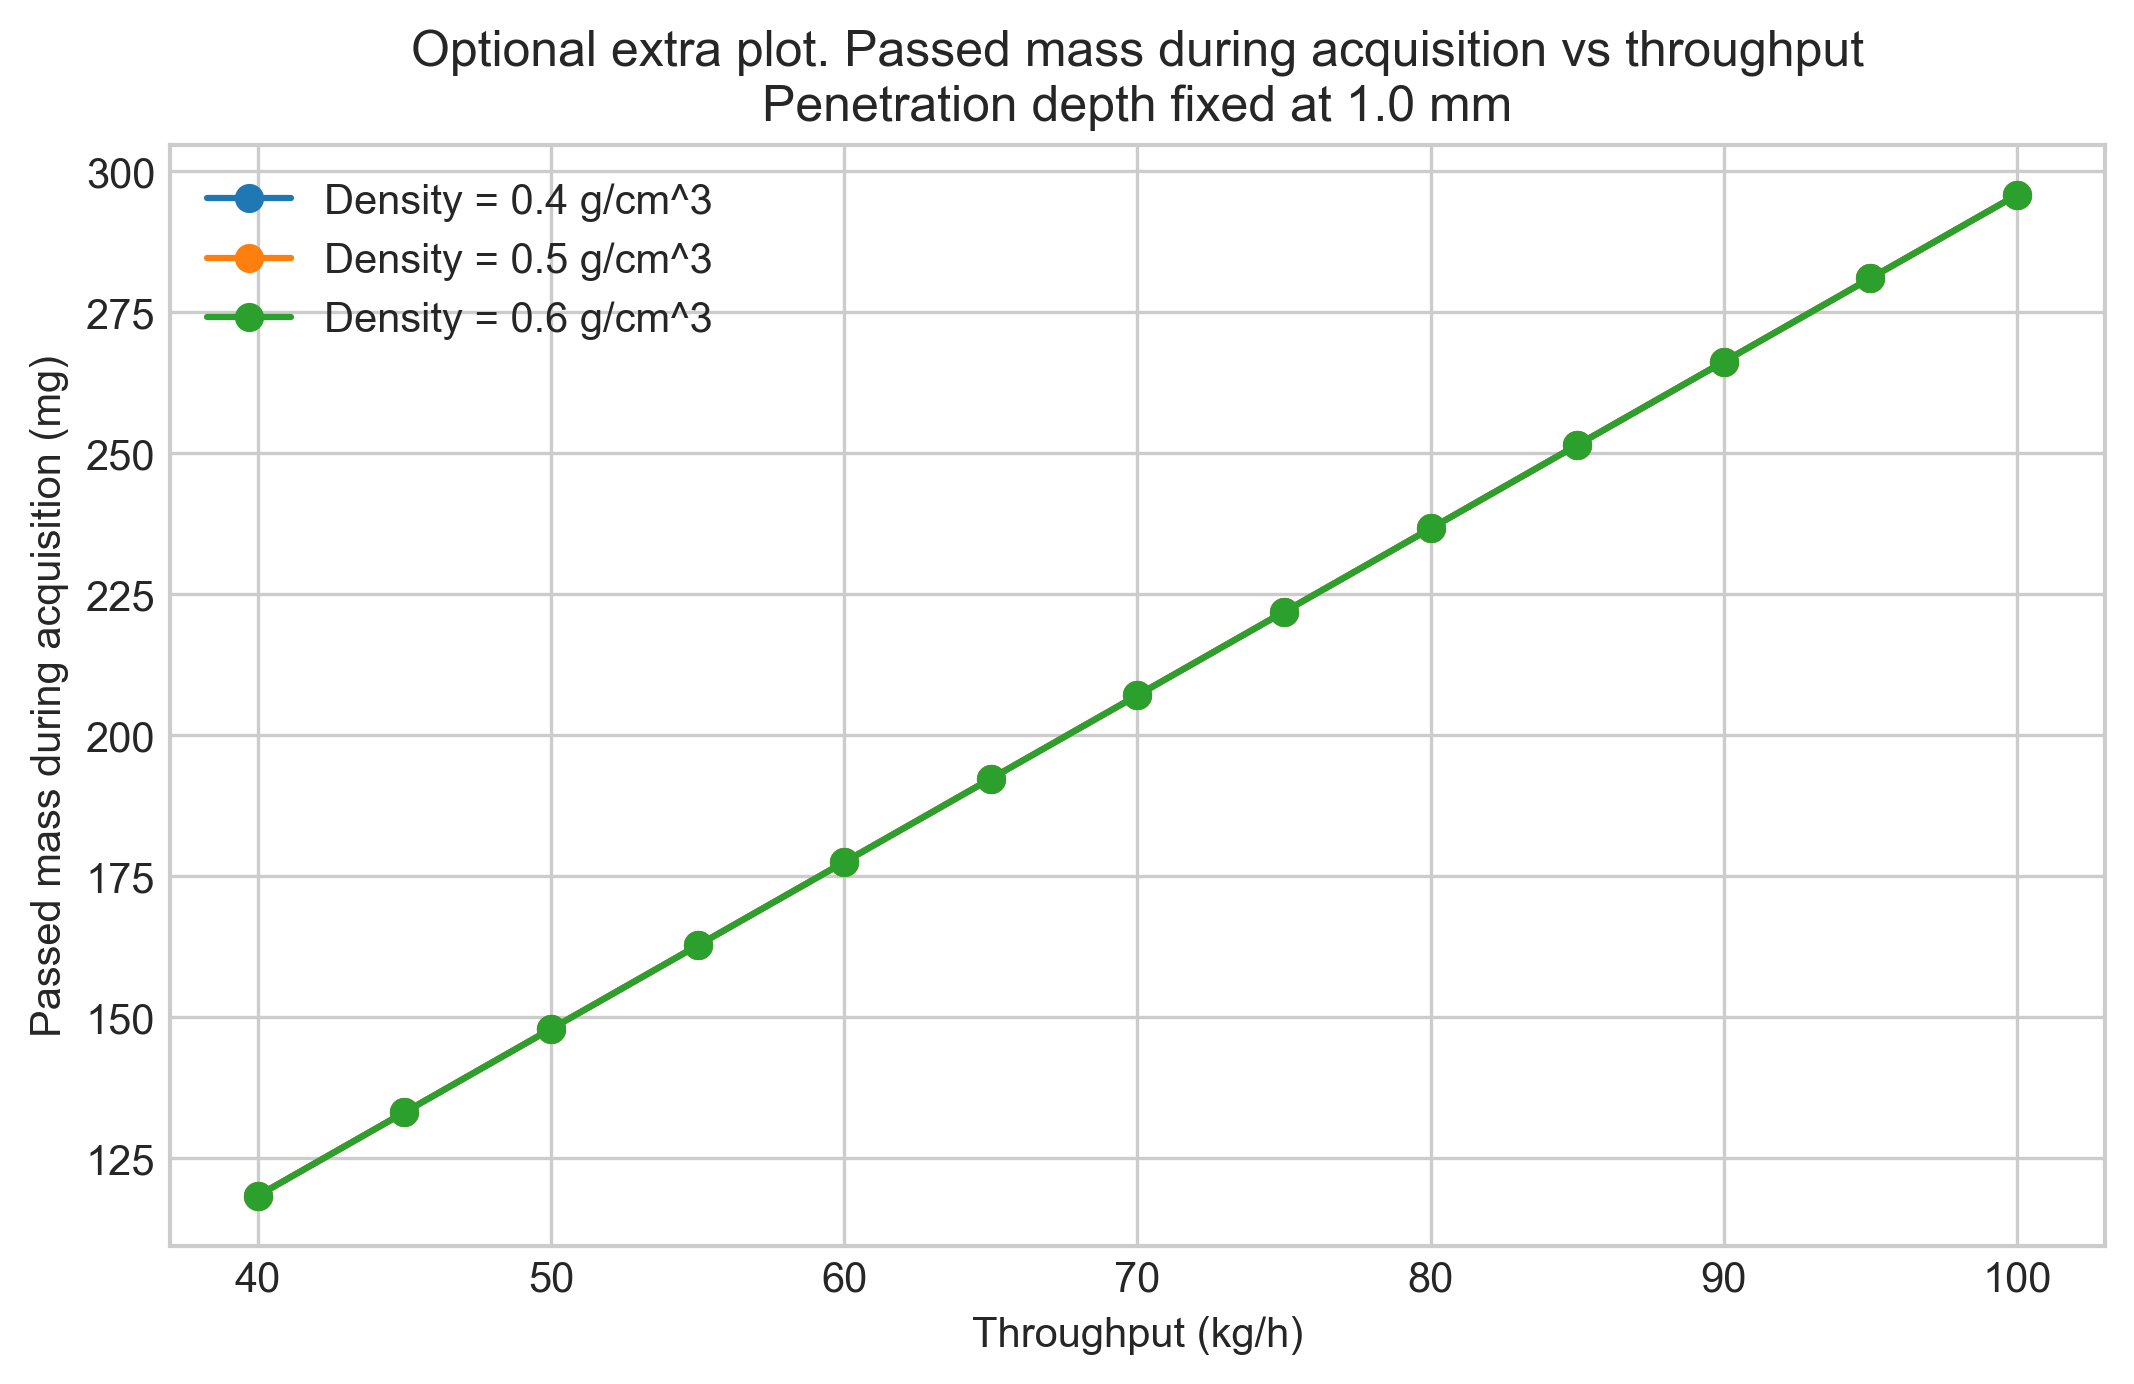 Optional extra plot. Passed mass during acquisition vs throughput
Penetration depth fixed at 1.0 mm
Density = 0.4 g/cm^3
Density = 0.5 g/cm^3
Density = 0.6 g/cm^3
Passed mass during acquisition (mg)
300
275
250
225
200
175
150
125
40 50 60 70 80 90 100
Throughput (kg/h)